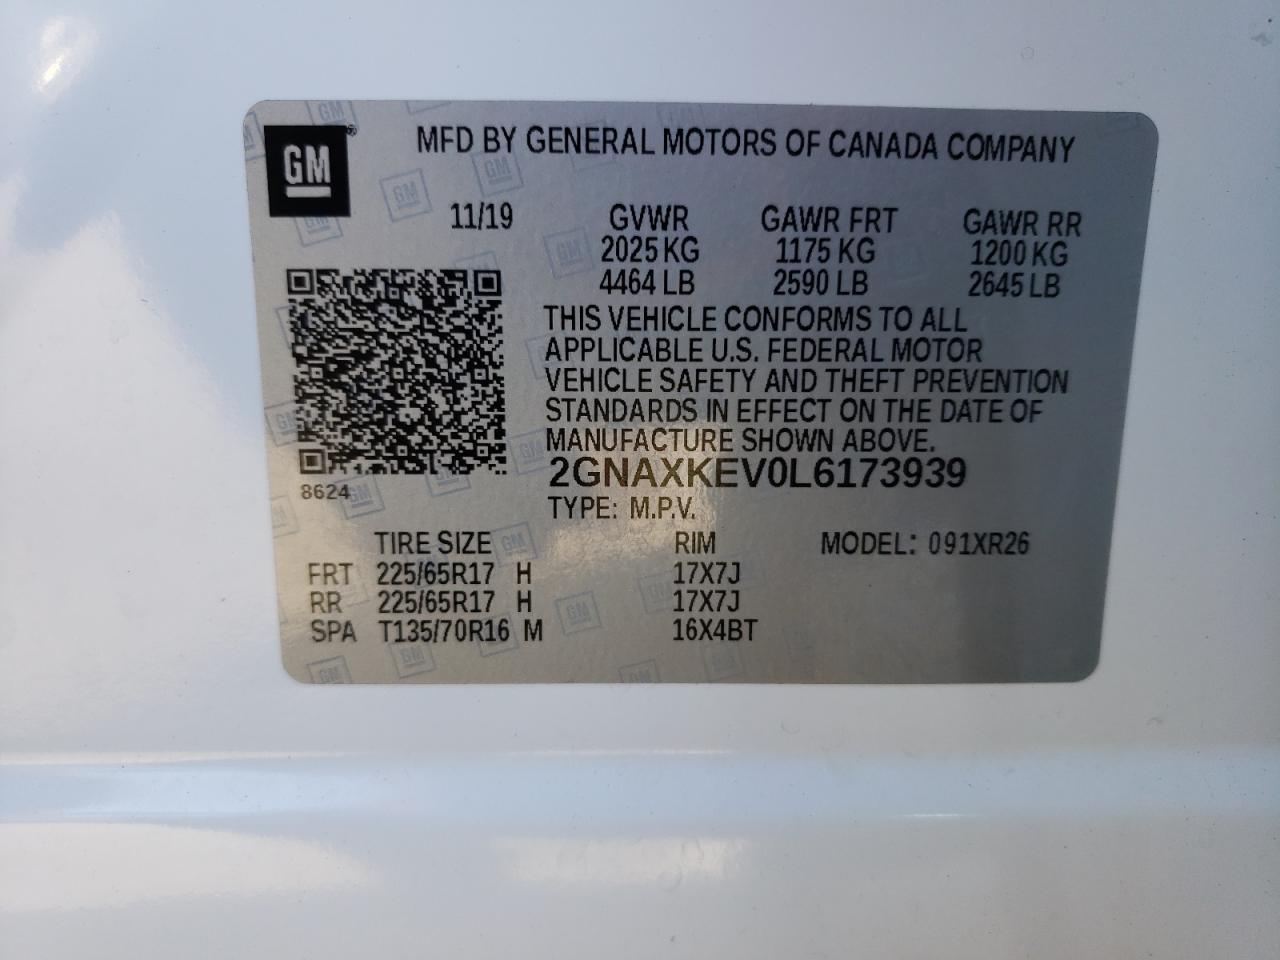 GM®
MFD BY GENERAL MOTORS OF CANADA COMPANY
11/19 GVWR GAWR FRT GAWR RR
2025 KG 1175 KG 1200 KG
4464 LB 2590 LB 2645 LB
THIS VEHICLE CONFORMS TO ALL
APPLICABLE U.S. FEDERAL MOTOR
VEHICLE SAFETY AND THEFT PREVENTION
STANDARDS IN EFFECT ON THE DATE OF
MANUFACTURE SHOWN ABOVE.
2GNAXKEV0L6173939
8624
TYPE: M.P.V.
TIRE SIZE RIM MODEL: 091XR26
FRT 225/65R17 H 17X7J
RR 225/65R17 H 17X7J
SPA T135/70R16 M 16X4BT